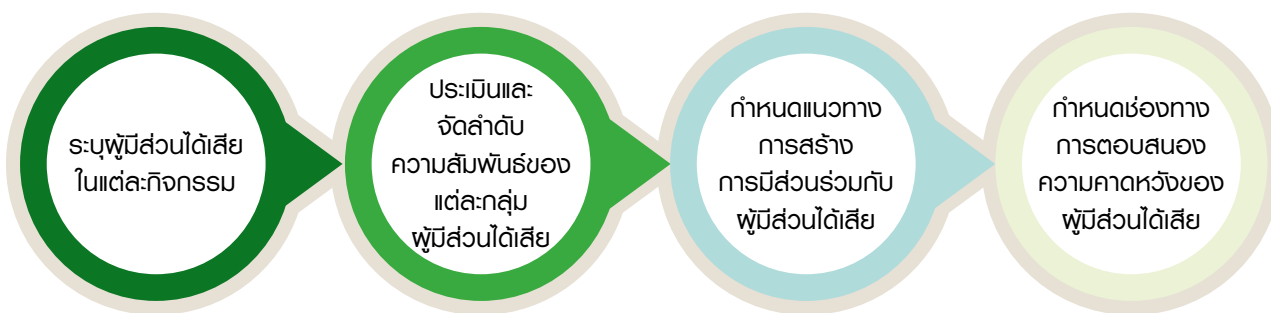 ระบุผู้มีส่วนได้เสีย
ในแต่ละกิจกรรม
ประเมินและ
จัดลำดับ
ความสัมพันธ์ของ
แต่ละกลุ่ม
ผู้มีส่วนได้เสีย
กำหนดแนวทาง
การสร้าง
การมีส่วนร่วมกับ
ผู้มีส่วนได้เสีย
กำหนดช่องทาง
การตอบสนอง
ความคาดหวังของ
ผู้มีส่วนได้เสีย